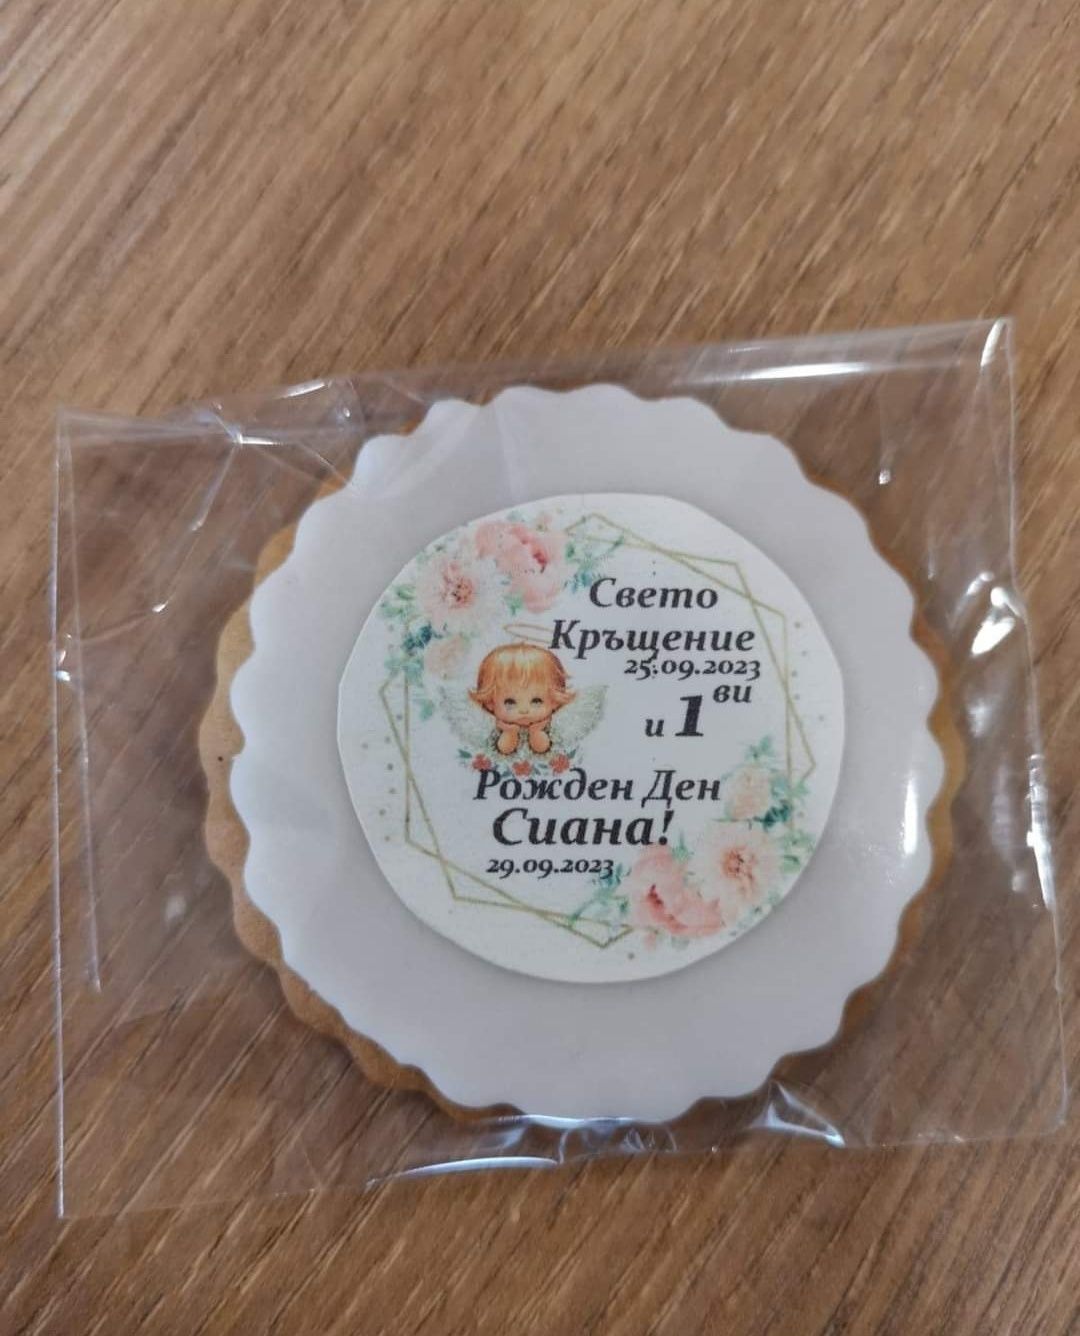 Свето
Кръщение
25.09.2023
и 1ви
Рожден Ден
Сиана!
29.09.2023